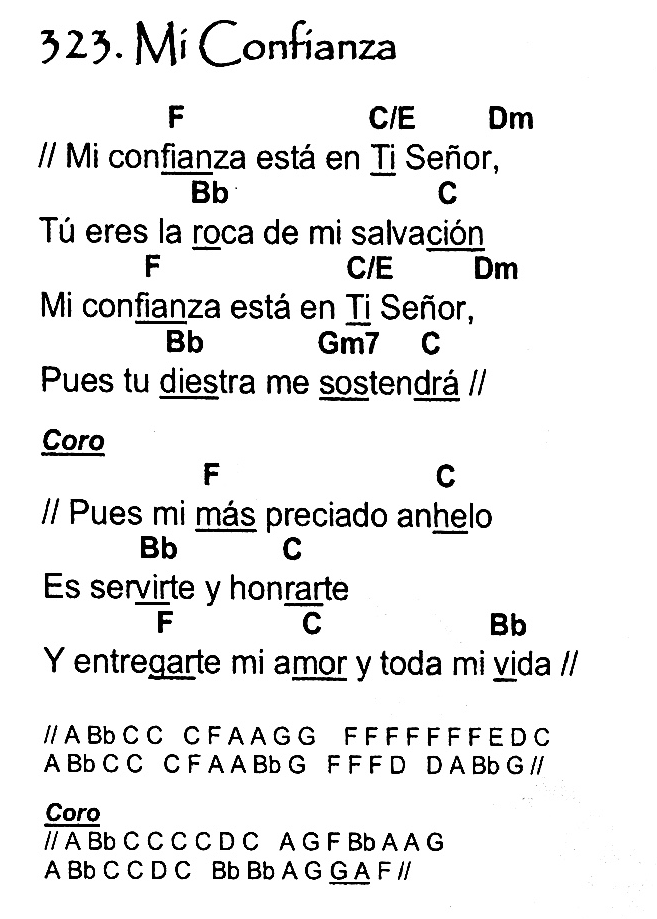 323. Mi Confianza
F C/E Dm
// Mi confianza está en Ti Señor,
Bb C
Tú eres la roca de mi salvación
F C/E Dm
Mi confianza está en Ti Señor,
Bb Gm7 C
Pues tu diestra me sostendrá //
Coro
F C
// Pues mi más preciado anhelo
Bb C
Es servirte y honrarte
F C Bb
Y entregarte mi amor y toda mi vida //
// A Bb C C C F A A G G F F F F F F F E D C
A Bb C C C F A A Bb G F F F D D A Bb G //
Coro
// A Bb C C C C D C A G F Bb A A G
A Bb C C D C Bb Bb A G G A F //